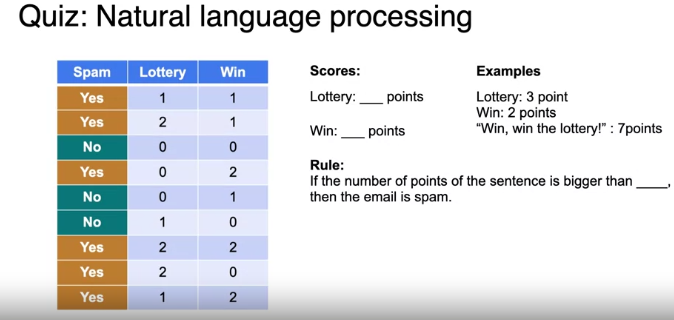 Quiz: Natural language processing
Spam Lottery Win
Yes 1 1
Yes 2 1
No 0 0
Yes 0 2
No 0 1
No 1 0
Yes 2 2
Yes 2 0
Yes 1 2
Scores:
Lottery: ___ points
Win: ___ points
Examples
Lottery: 3 point
Win: 2 points
“Win, win the lottery!” : 7points
Rule:
If the number of points of the sentence is bigger than ____,
then the email is spam.